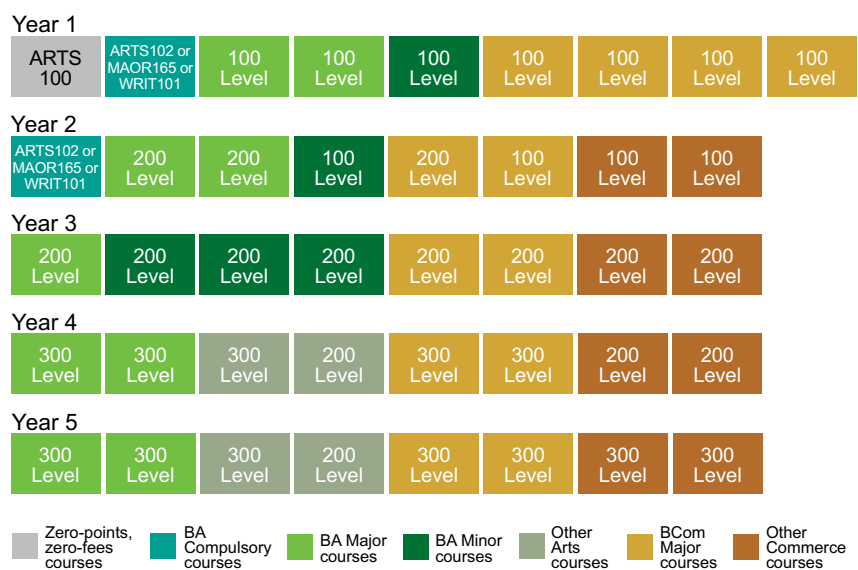 Year 1
ARTS 100
ARTS102 or MAOR165 or WRIT101
100 Level
100 Level
100 Level
100 Level
100 Level
100 Level
100 Level
Year 2
ARTS102 or MAOR165 or WRIT101
200 Level
200 Level
100 Level
200 Level
100 Level
100 Level
100 Level
Year 3
200 Level
200 Level
200 Level
200 Level
200 Level
200 Level
200 Level
200 Level
Year 4
300 Level
300 Level
300 Level
200 Level
300 Level
300 Level
200 Level
200 Level
Year 5
300 Level
300 Level
300 Level
200 Level
300 Level
300 Level
300 Level
300 Level
Zero-points, zero-fees courses
BA Compulsory courses
BA Major courses
BA Minor courses
Other Arts courses
BCom Major courses
Other Commerce courses